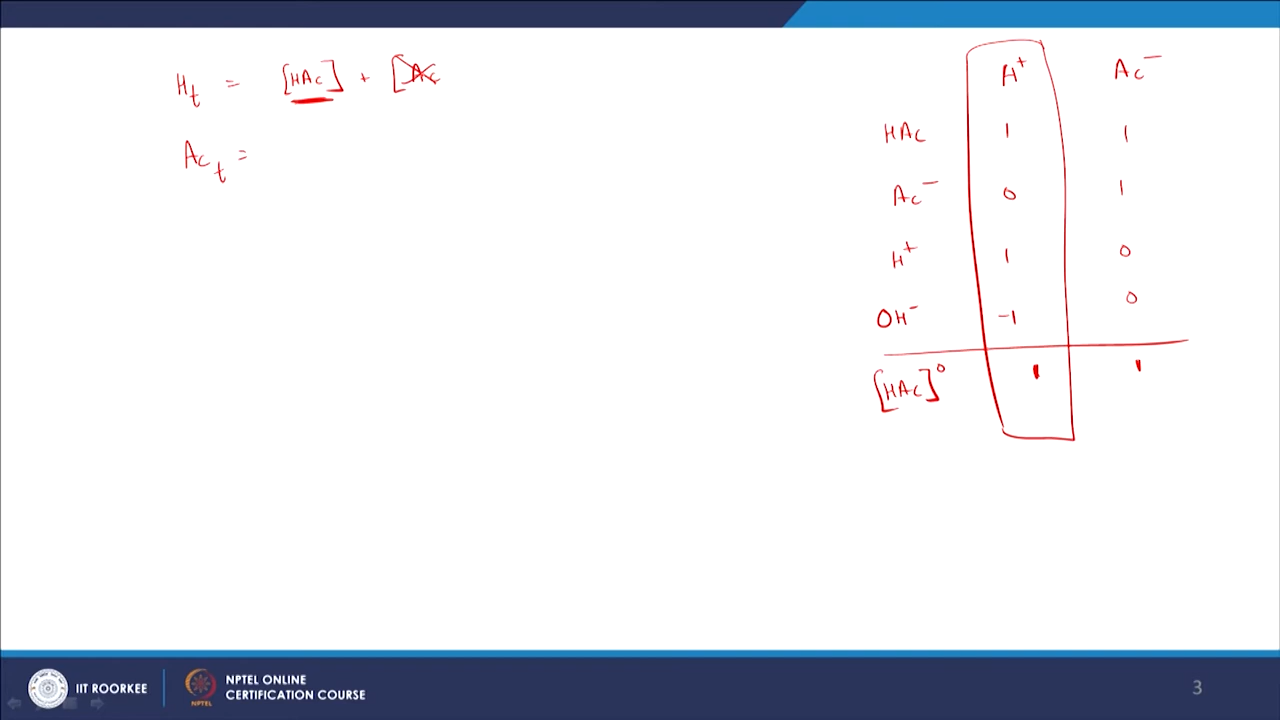 H_t = [HAc] + [Ac
Ac_t =
H⁺ Ac⁻
HAc 1 1
Ac⁻ 0 1
H⁺ 1 0
OH⁻ -1 0
[HAc]⁰ 1 1
IIT ROORKEE
NPTEL ONLINE
CERTIFICATION COURSE
3